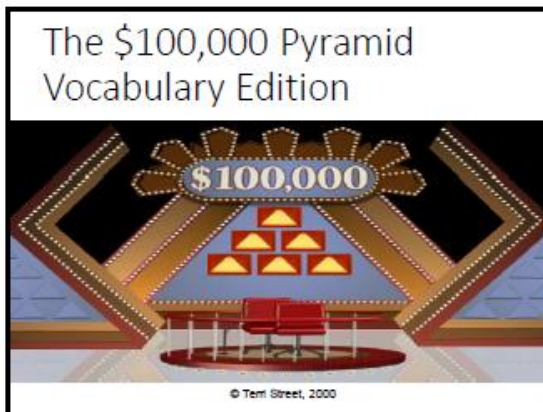 The $100,000 Pyramid
Vocabulary Edition
$100,000
© Terri Street, 2000